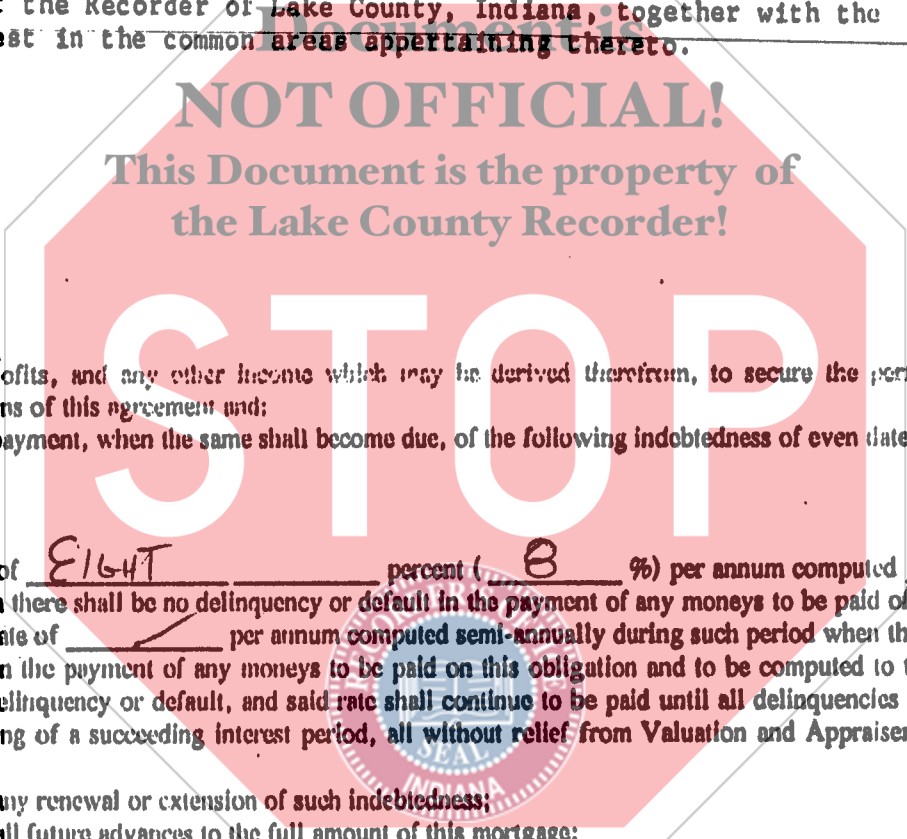 the Recorder of Lake County, Indiana, together with the
est in the common areas appertaining thereto.
Document is
NOT OFFICIAL!
This Document is the property of
the Lake County Recorder!
STOP
ofits, and any other income which may be derived therefrom, to secure the per
ns of this agreement and:
payment, when the same shall become due, of the following indebtedness of even date
of EIGHT percent ( 8 %) per annum computed
there shall be no delinquency or default in the payment of any moneys to be paid o
ate of per annum computed semi-annually during such period when th
n the payment of any moneys to be paid on this obligation and to be computed to t
elinquency or default, and said rate shall continue to be paid until all delinquencies
ng of a succeeding interest period, all without relief from Valuation and Appraise
SEAL
INDIANA
ny renewal or extension of such indebtedness;
ll future advances to the full amount of this mortgage;